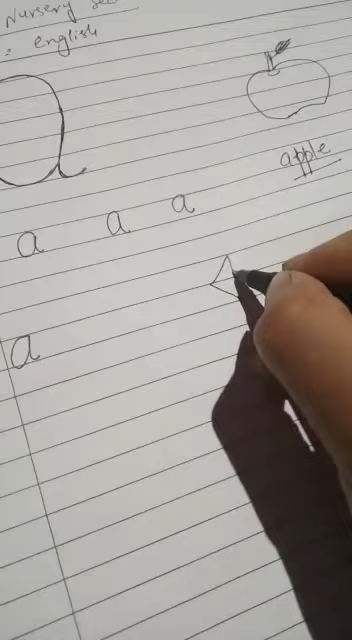 Nursery
: english
a
apple
a a a
a